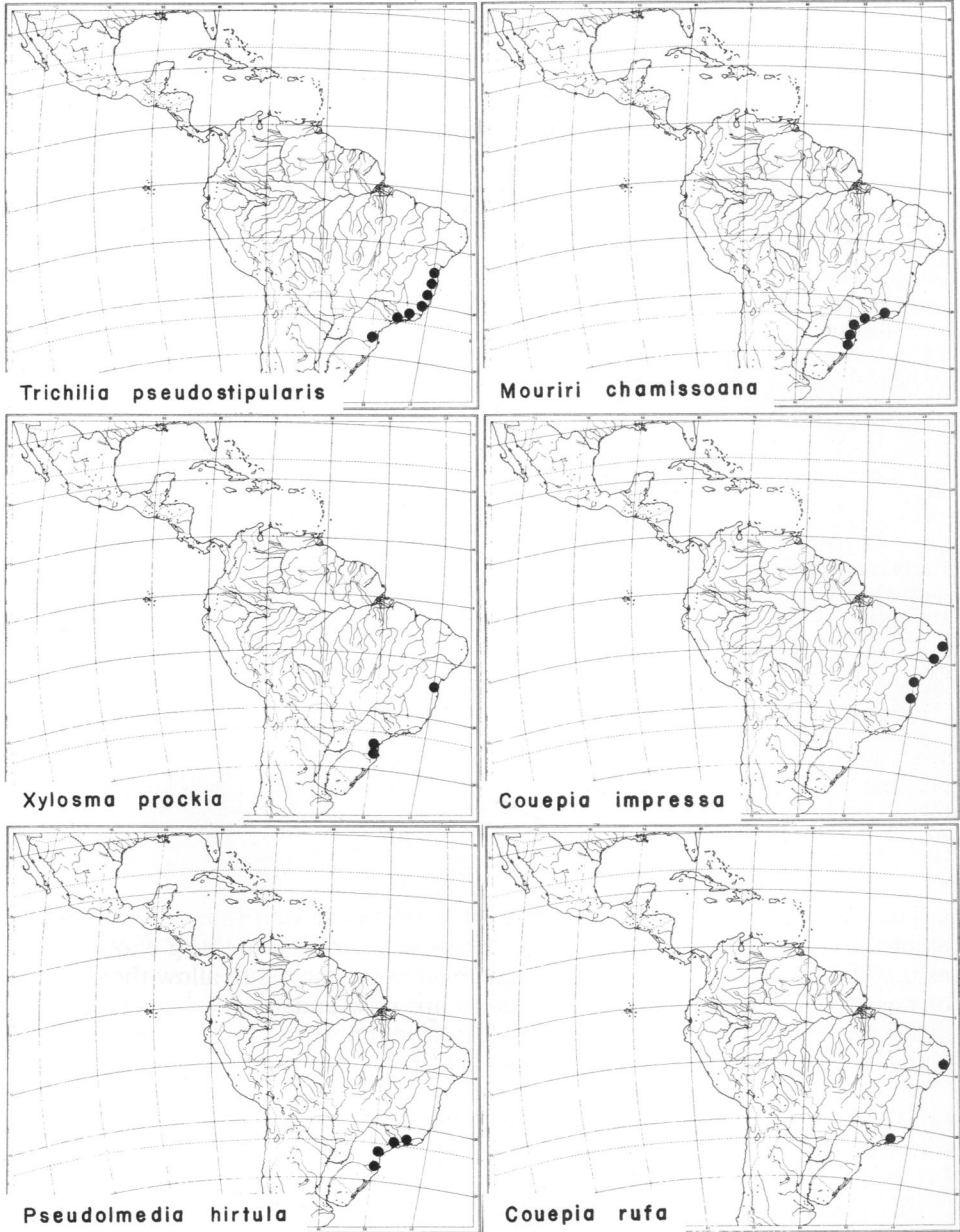 Trichilia pseudostipularis
Mouriri chamissoana
Xylosma prockia
Couepia impressa
Pseudolmedia hirtula
Couepia rufa